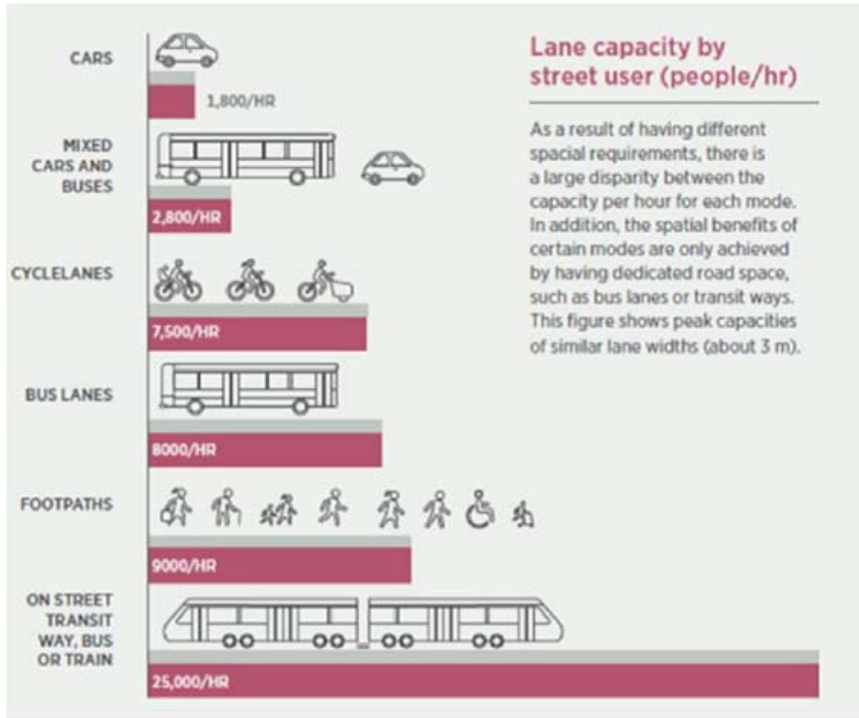 Lane capacity by
street user (people/hr)
As a result of having different
spacial requirements, there is
a large disparity between the
capacity per hour for each mode.
In addition, the spatial benefits of
certain modes are only achieved
by having dedicated road space,
such as bus lanes or transit ways.
This figure shows peak capacities
of similar lane widths (about 3 m).
CARS
1,800/HR
MIXED
CARS AND
BUSES
2,800/HR
CYCLELANES
7,500/HR
BUS LANES
8000/HR
FOOTPATHS
9000/HR
ON STREET
TRANSIT
WAY, BUS
OR TRAIN
25,000/HR